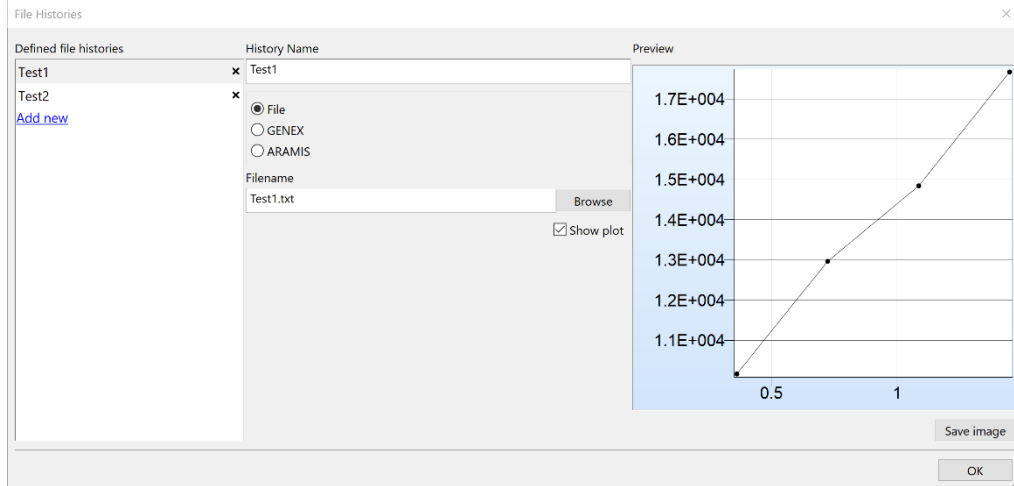 File Histories
Defined file histories
Test1
Test2
Add new
History Name
Test1
File
GENEX
ARAMIS
Filename
Test1.txt
Browse
Show plot
Preview
1.7E+004
1.6E+004
1.5E+004
1.4E+004
1.3E+004
1.2E+004
1.1E+004
0.5 1
Save image
OK